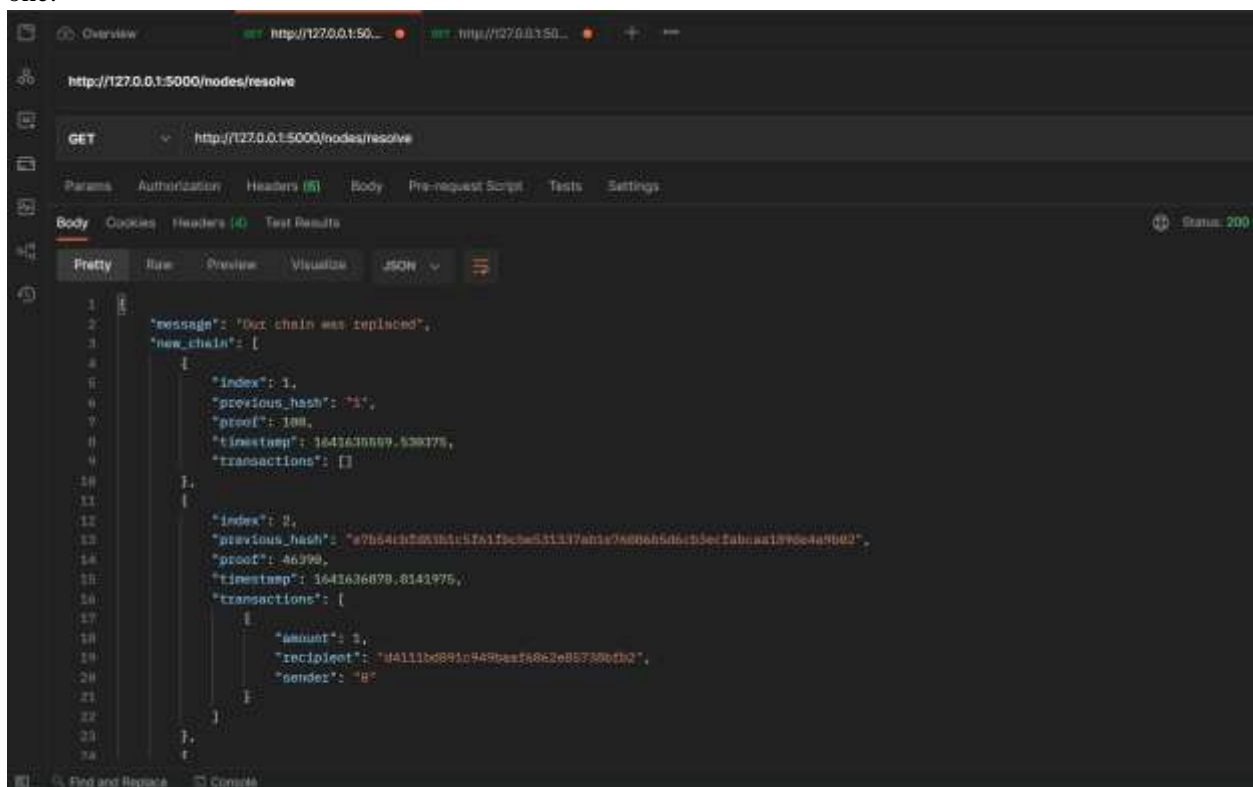 one.
Overview
GET http://127.0.0.1:50...
GET http://127.0.0.1:50...
http://127.0.0.1:5000/nodes/resolve
GET http://127.0.0.1:5000/nodes/resolve
Params Authorization Headers (6) Body Pre-request Script Tests Settings
Body Cookies Headers (4) Test Results Status: 200
Pretty Raw Preview Visualize JSON
1 {
2 "message": "Our chain was replaced",
3 "new_chain": [
4 {
5 "index": 1,
6 "previous_hash": "1",
7 "proof": 100,
8 "timestamp":
9 "transactions": []
10 },
11 {
12 "index": 2,
13 "previous_hash":
14 "proof": 46390,
15 "timestamp": 1641636878.8141975,
16 "transactions": [
17 {
18 "amount": 1,
19 "recipient":
20 "sender": "0"
21 }
22 ]
23 },
24 {
Find and Replace Console